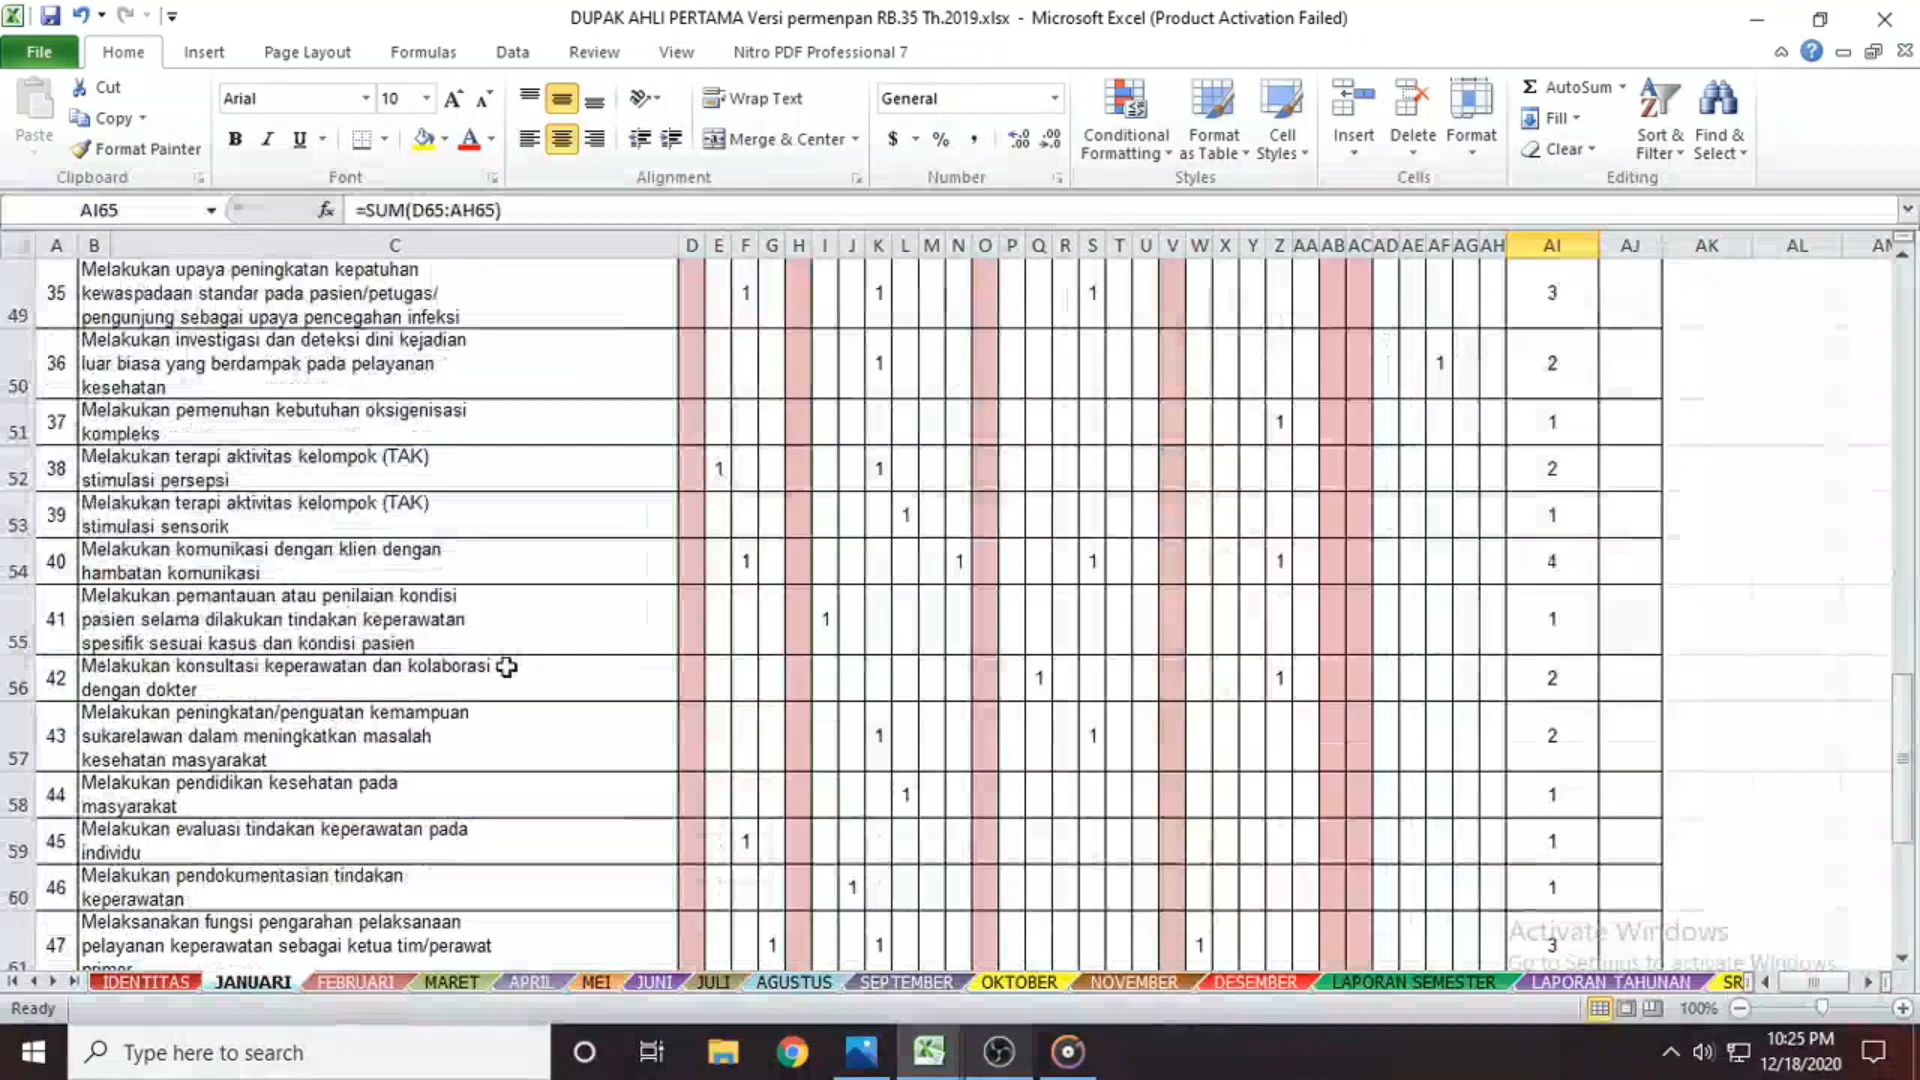 DUPAK AHLI PERTAMA Versi permenpan RB.35 Th.2019.xlsx - Microsoft Excel (Product Activation Failed)
File Home Insert Page Layout Formulas Data Review View Nitro PDF Professional 7
Paste Cut Copy Format Painter Clipboard
Arial 10 B I U Font
Wrap Text Merge & Center Alignment
General $ % , Number
Conditional Formatting Format as Table Cell Styles Styles
Insert Delete Format Cells
AutoSum Fill Clear Sort & Filter Find & Select Editing
AI65 fx =SUM(D65:AH65)
A B C D E F G H I J K L M N O P Q R S T U V W X Y Z AA AB AC AD AE AF AG AH AI AJ AK AL
Melakukan upaya peningkatan kepatuhan
35 kewaspadaan standar pada pasien/petugas/ 1 1 1 3
49 pengunjung sebagai upaya pencegahan infeksi
Melakukan investigasi dan deteksi dini kejadian
36 luar biasa yang berdampak pada pelayanan 1 1 2
50 kesehatan
37 Melakukan pemenuhan kebutuhan oksigenisasi 1 1
51 kompleks
38 Melakukan terapi aktivitas kelompok (TAK) 1 1 2
52 stimulasi persepsi
39 Melakukan terapi aktivitas kelompok (TAK) 1 1
53 stimulasi sensorik
40 Melakukan komunikasi dengan klien dengan 1 1 1 1 4
54 hambatan komunikasi
Melakukan pemantauan atau penilaian kondisi
41 pasien selama dilakukan tindakan keperawatan 1 1
55 spesifik sesuai kasus dan kondisi pasien
42 Melakukan konsultasi keperawatan dan kolaborasi 1 1 2
56 dengan dokter
Melakukan peningkatan/penguatan kemampuan
43 sukarelawan dalam meningkatkan masalah 1 1 2
57 kesehatan masyarakat
44 Melakukan pendidikan kesehatan pada 1 1
58 masyarakat
45 Melakukan evaluasi tindakan keperawatan pada 1 1
59 individu
46 Melakukan pendokumentasian tindakan 1 1
60 keperawatan
Melaksanakan fungsi pengarahan pelaksanaan
47 pelayanan keperawatan sebagai ketua tim/perawat 1 1 1 3
61 primer
Activate Windows
Go to Settings to activate Windows.
IDENTITAS JANUARI FEBRUARI MARET APRIL MEI JUNI JULI AGUSTUS SEPTEMBER OKTOBER NOVEMBER DESEMBER LAPORAN SEMESTER LAPORAN TAHUNAN
Ready 100%
Type here to search
10:25 PM
12/18/2020